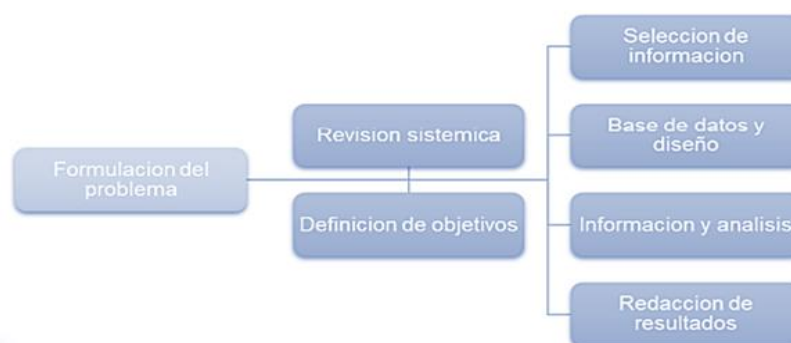 Formulacion del
problema
Revision sistemica
Definicion de objetivos
Seleccion de
informacion
Base de datos y
diseño
Informacion y analisis
Redaccion de
resultados